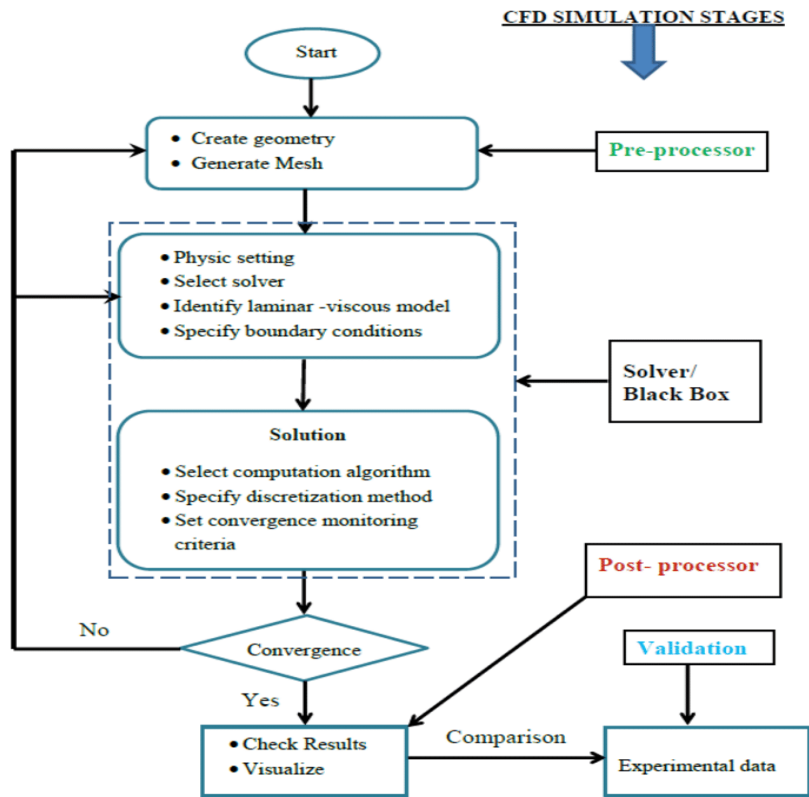 CFD SIMULATION STAGES
Start
• Create geometry
• Generate Mesh
Pre-processor
• Physic setting
• Select solver
• Identify laminar -viscous model
• Specify boundary conditions
Solver/
Black Box
Solution
• Select computation algorithm
• Specify discretization method
• Set convergence monitoring
criteria
Post- processor
No
Convergence
Validation
Yes
• Check Results
• Visualize
Comparison
Experimental data